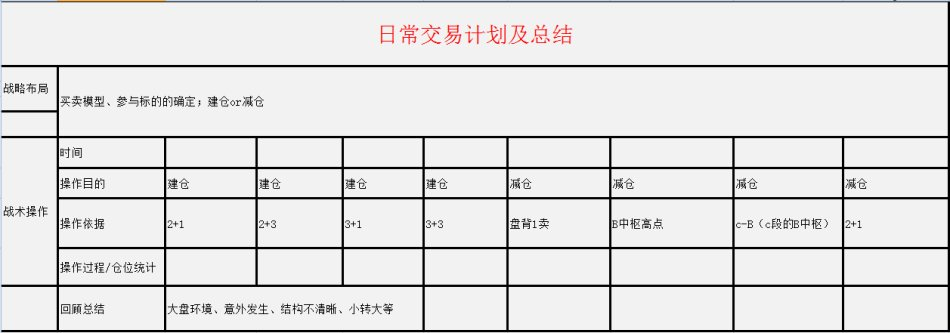 日常交易计划及总结
战略布局
买卖模型、参与标的的确定；建仓or减仓
时间
操作目的 建仓 建仓 建仓 建仓 减仓 减仓 减仓 减仓
战术操作
操作依据 2+1 2+3 3+1 3+3 盘背1卖 B中枢高点 c-B（c段的B中枢） 2+1
操作过程/仓位统计
回顾总结 大盘环境、意外发生、结构不清晰、小转大等